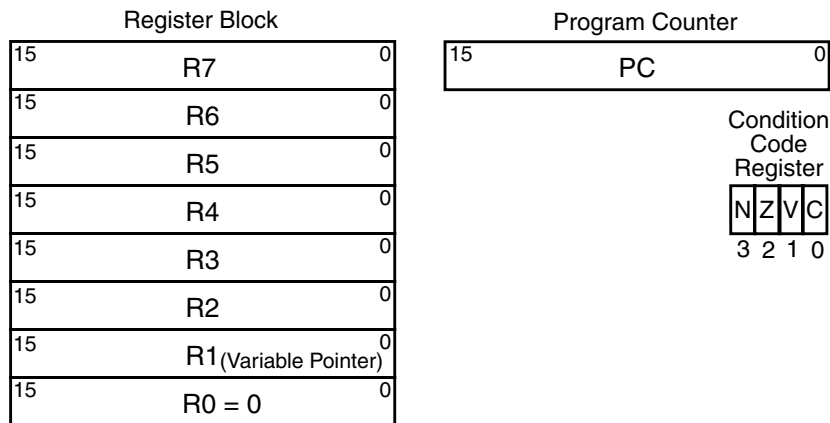 Register Block
15 R7 0
15 R6 0
15 R5 0
15 R4 0
15 R3 0
15 R2 0
15 R1(Variable Pointer) 0
15 R0 = 0 0
Program Counter
15 PC 0
Condition
Code
Register
N Z V C
3 2 1 0